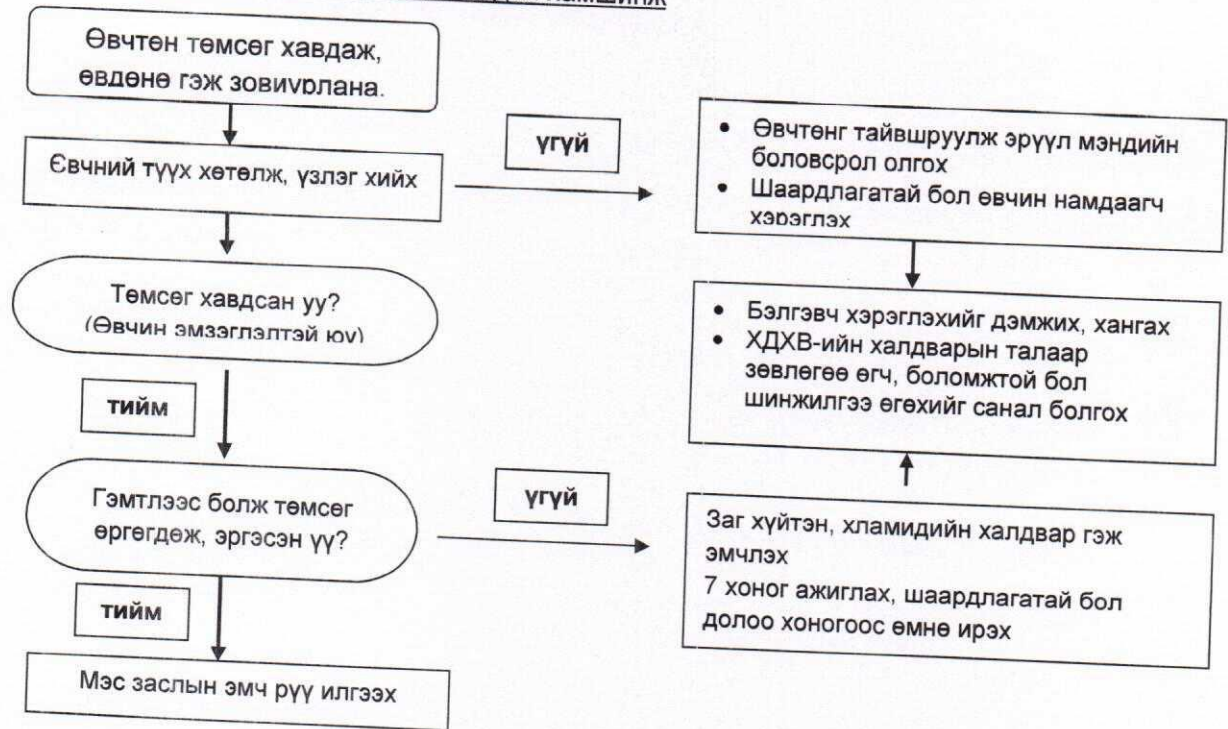 Өвчтөн төмсөг хавдаж,
өвдөнө гэж зовиурлана.
Євчний түүх хөтөлж, үзлэг хийх
үгүй
• Өвчтөнг тайвшруулж эрүүл мэндийн
боловсрол олгох
• Шаардлагатай бол өвчин намдаагч
хэрэглэх
Төмсөг хавдсан уу?
(Өвчин эмзэглэлтэй юу)
• Бэлгэвч хэрэглэхийг дэмжих, хангах
• ХДХВ-ийн халдварын талаар
зөвлөгөө өгч, боломжтой бол
шинжилгээ өгөхийг санал болгох
тийм
Гэмтлээс болж төмсөг
өргөгдөж, эргэсэн үү?
үгүй
Заг хүйтэн, хламидийн халдвар гэж
эмчлэх
7 хоног ажиглах, шаардлагатай бол
долоо хоногоос өмнө ирэх
тийм
Мэс заслын эмч рүү илгээх